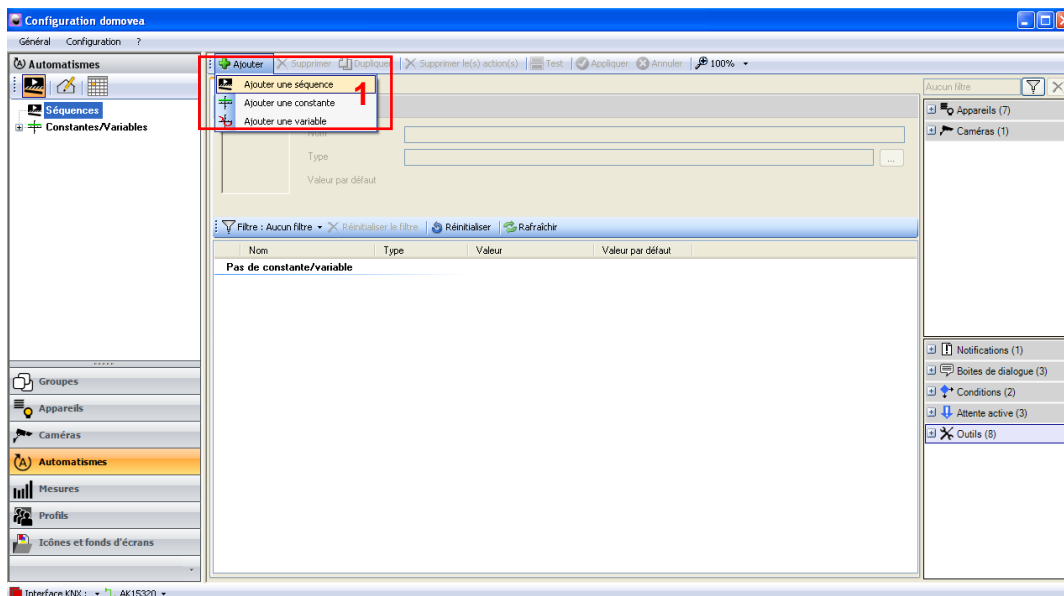 Configuration domovea
Général Configuration ?
Automatismes
Ajouter Supprimer Dupliquer Supprimer le(s) action(s) Test Appliquer Annuler 100%
Ajouter une séquence
Ajouter une constante
Ajouter une variable
1
Séquences
Constantes/Variables
Nom
Type
...
Valeur par défaut
Aucun filtre
Appareils (7)
Caméras (1)
Filtre : Aucun filtre Réinitialiser le filtre Réinitialiser Rafraîchir
Nom Type Valeur Valeur par défaut
Pas de constante/variable
Notifications (1)
Boites de dialogue (3)
Conditions (2)
Attente active (3)
Outils (8)
Groupes
Appareils
Caméras
Automatismes
Mesures
Profils
Icônes et fonds d'écrans
Interface KNX : AK15320